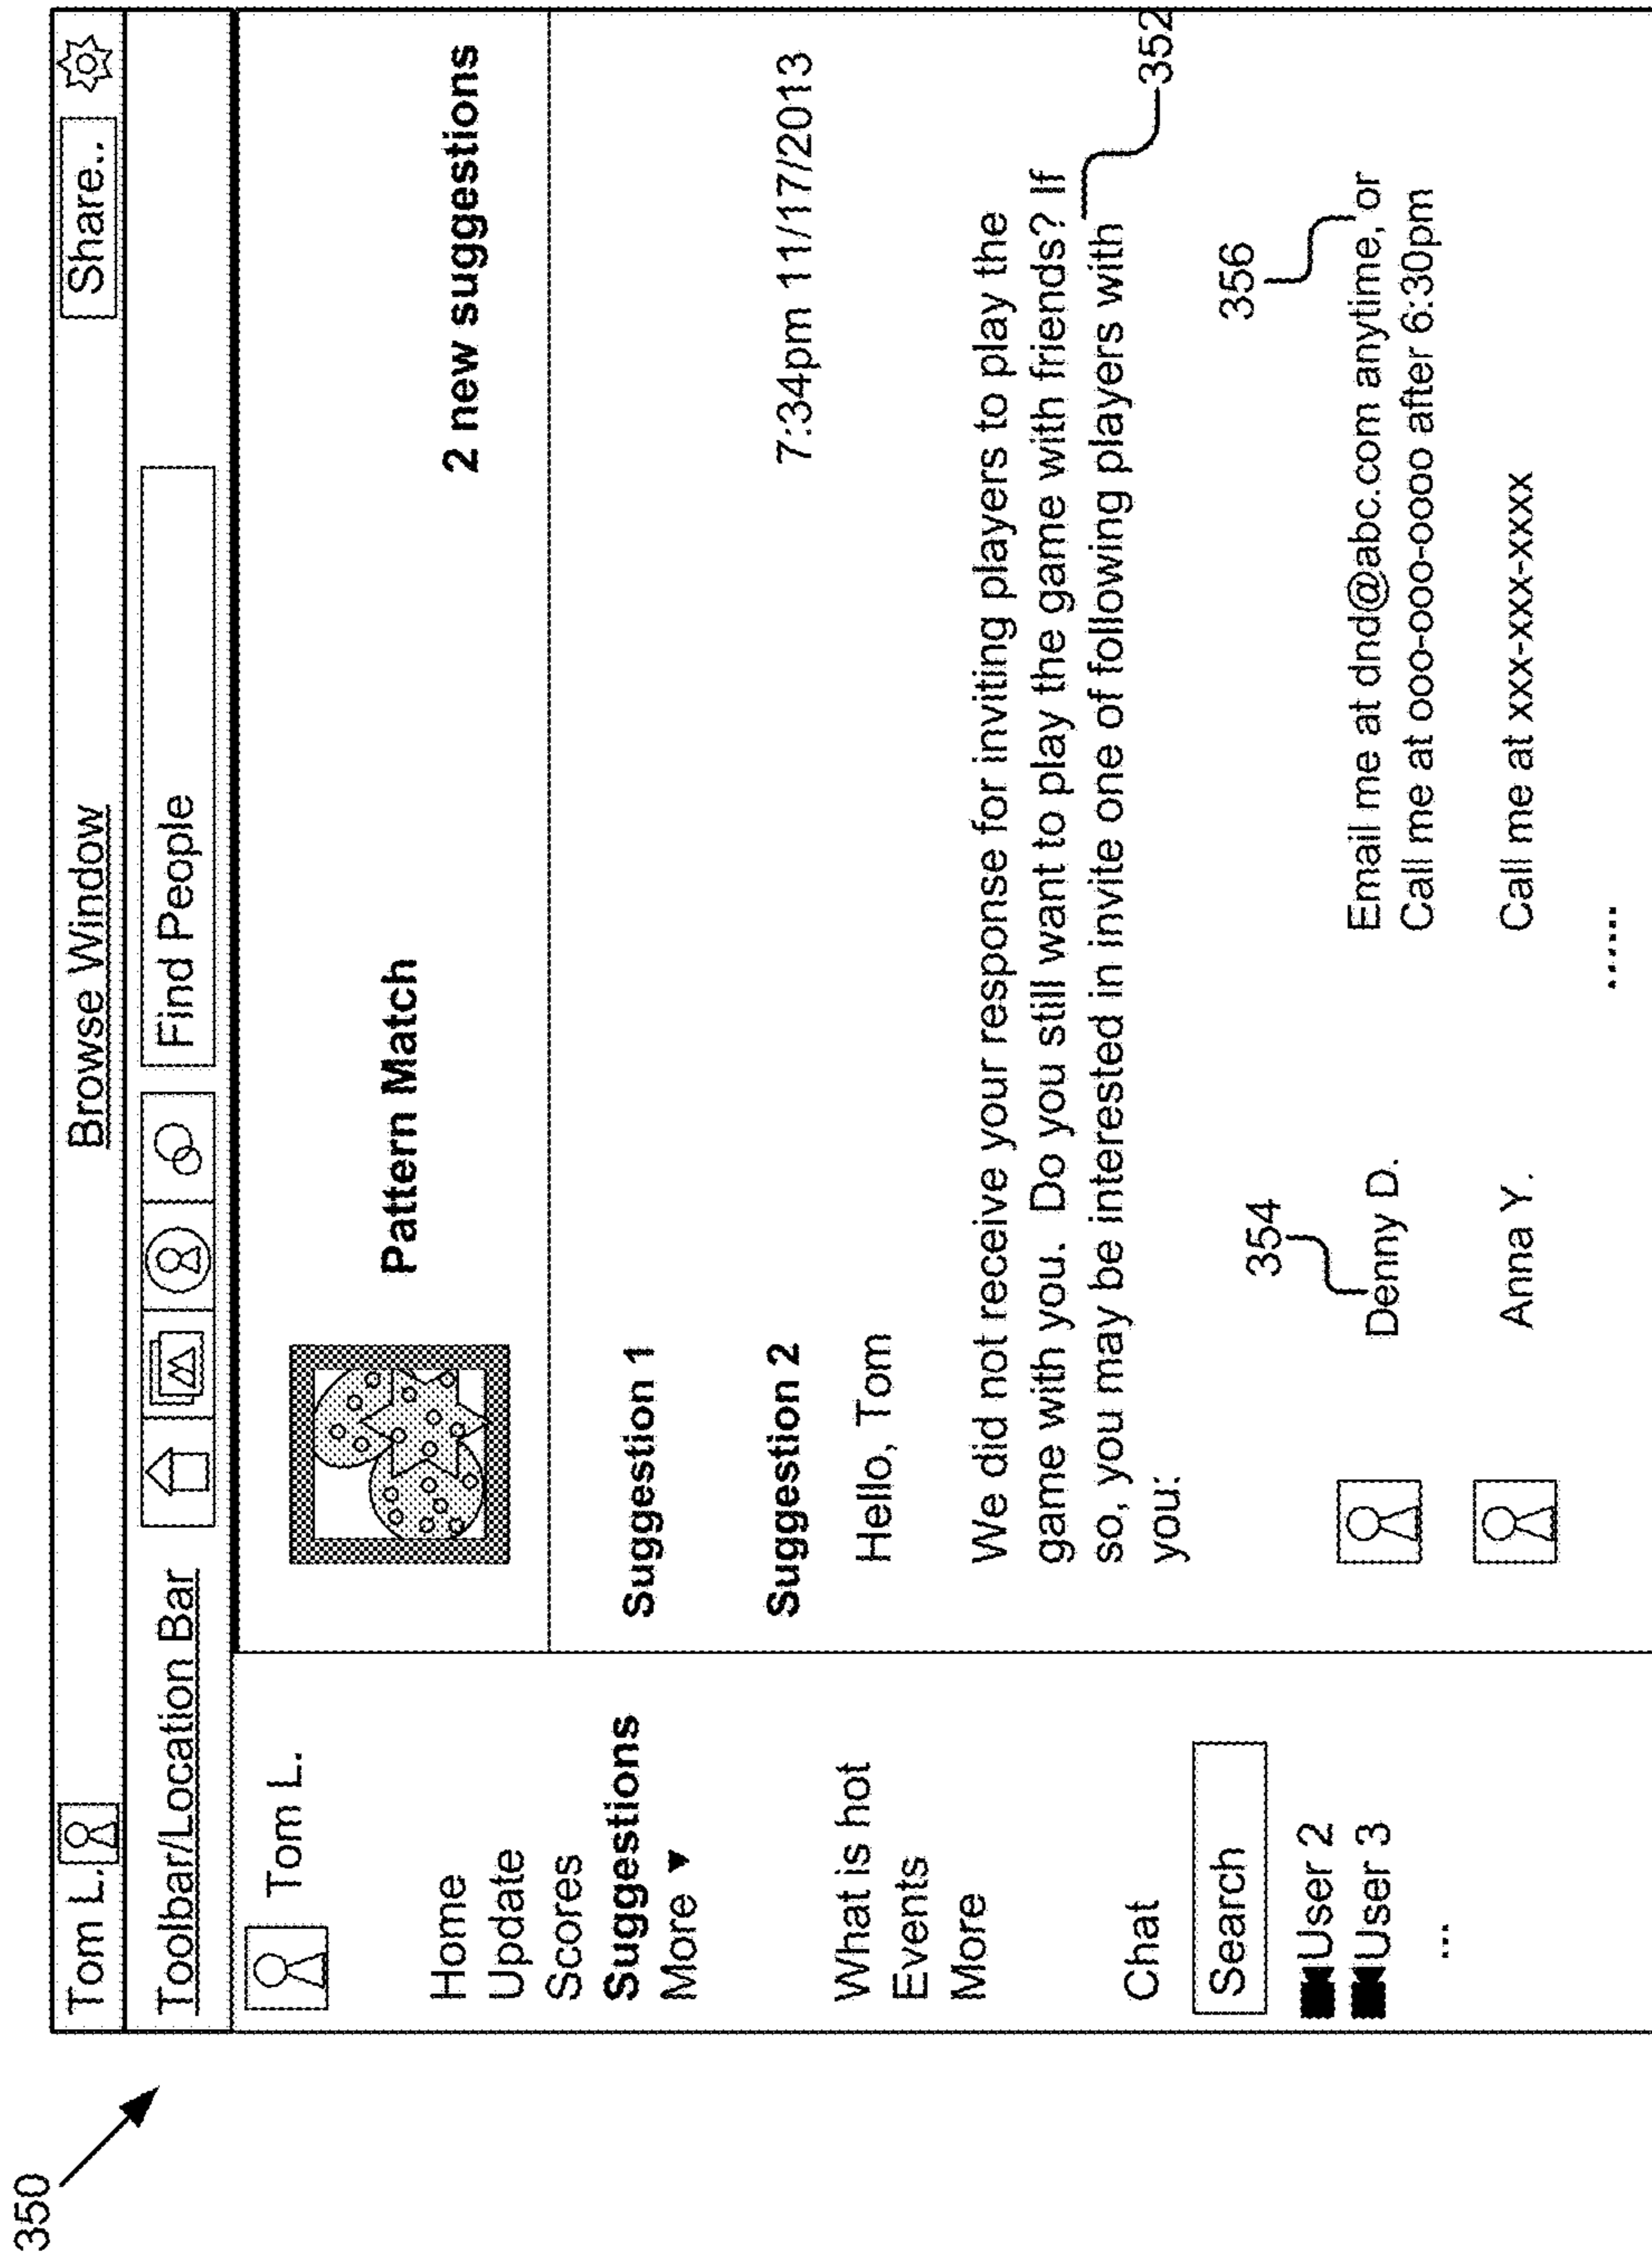 350
Tom L.
Browse Window
Share..
Toolbar/Location Bar
Find People
Tom L.
Home
Update
Scores
Suggestions
More ▼
What is hot
Events
More
Chat
Search
User 2
User 3
...
Pattern Match
2 new suggestions
Suggestion 1
Suggestion 2
7:34pm 11/17/2013
Hello, Tom
We did not receive your response for inviting players to play the
game with you. Do you still want to play the game with friends? If
so, you may be interested in invite one of following players with
you:
352
354
356
Denny D.
Email me at dnd@abc.com anytime, or
Call me at ooo-ooo-oooo after 6:30pm
Anna Y.
Call me at xxx-xxx-xxxx
......